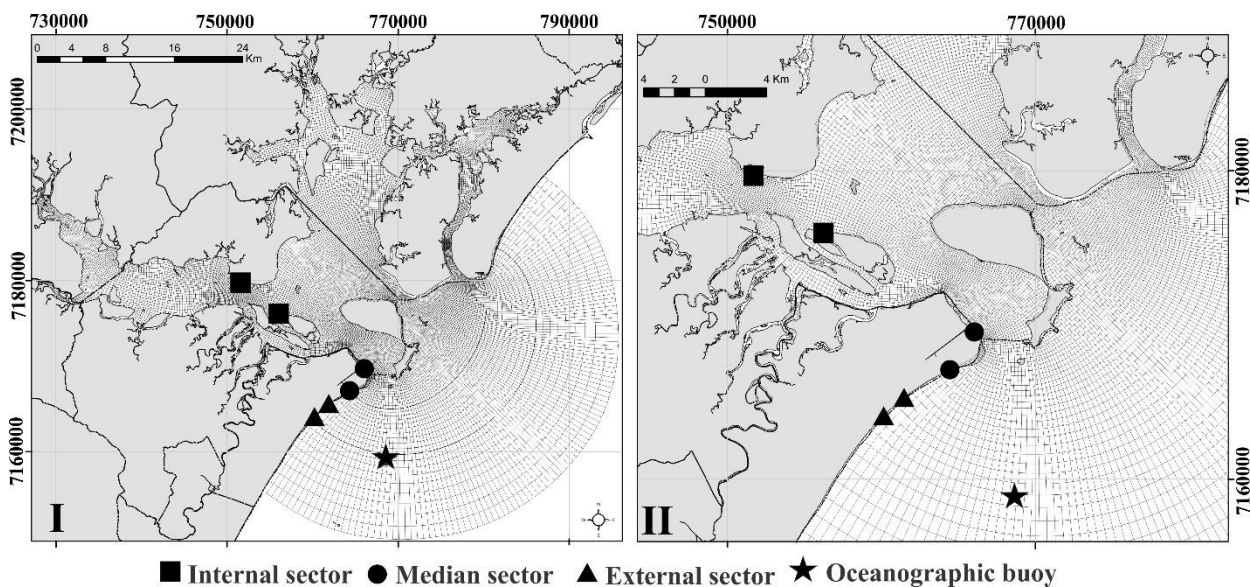 730000 750000 770000 790000
750000 770000
0 4 8 16 24
Km
4 2 0 4 Km
7200000
7180000
7160000
7180000
7160000
N
W E
S
N
W E
S
I
II
Internal sector Median sector External sector Oceanographic buoy